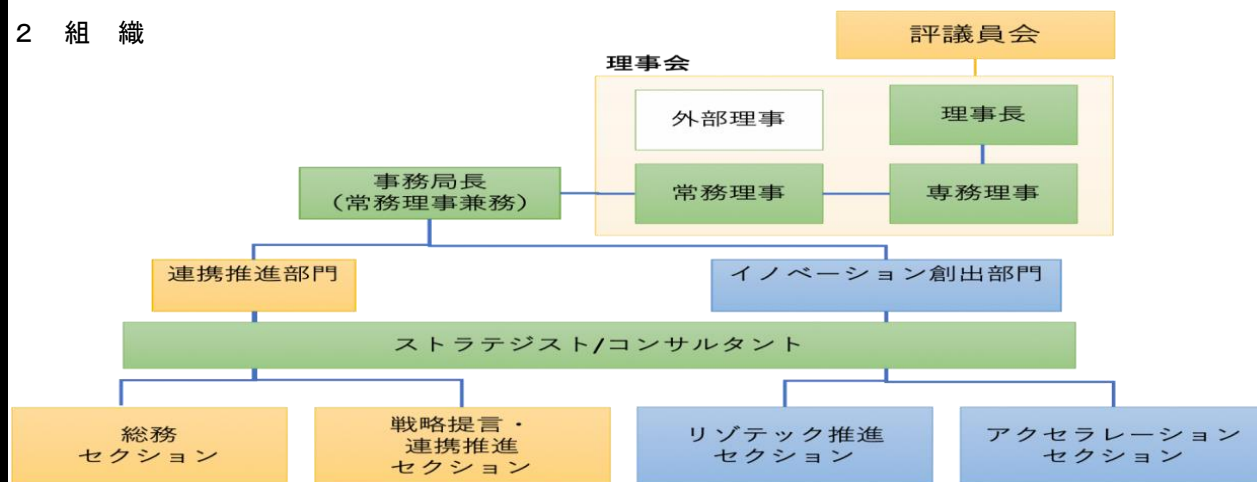 2 組 織
評議員会
理事会
外部理事
理事長
事務局長
(常務理事兼務)
常務理事
専務理事
連携推進部門
イノベーション創出部門
ストラテジスト/コンサルタント
総務
セクション
戦略提言・
連携推進
セクション
リゾテック推進
セクション
アクセラレーション
セクション